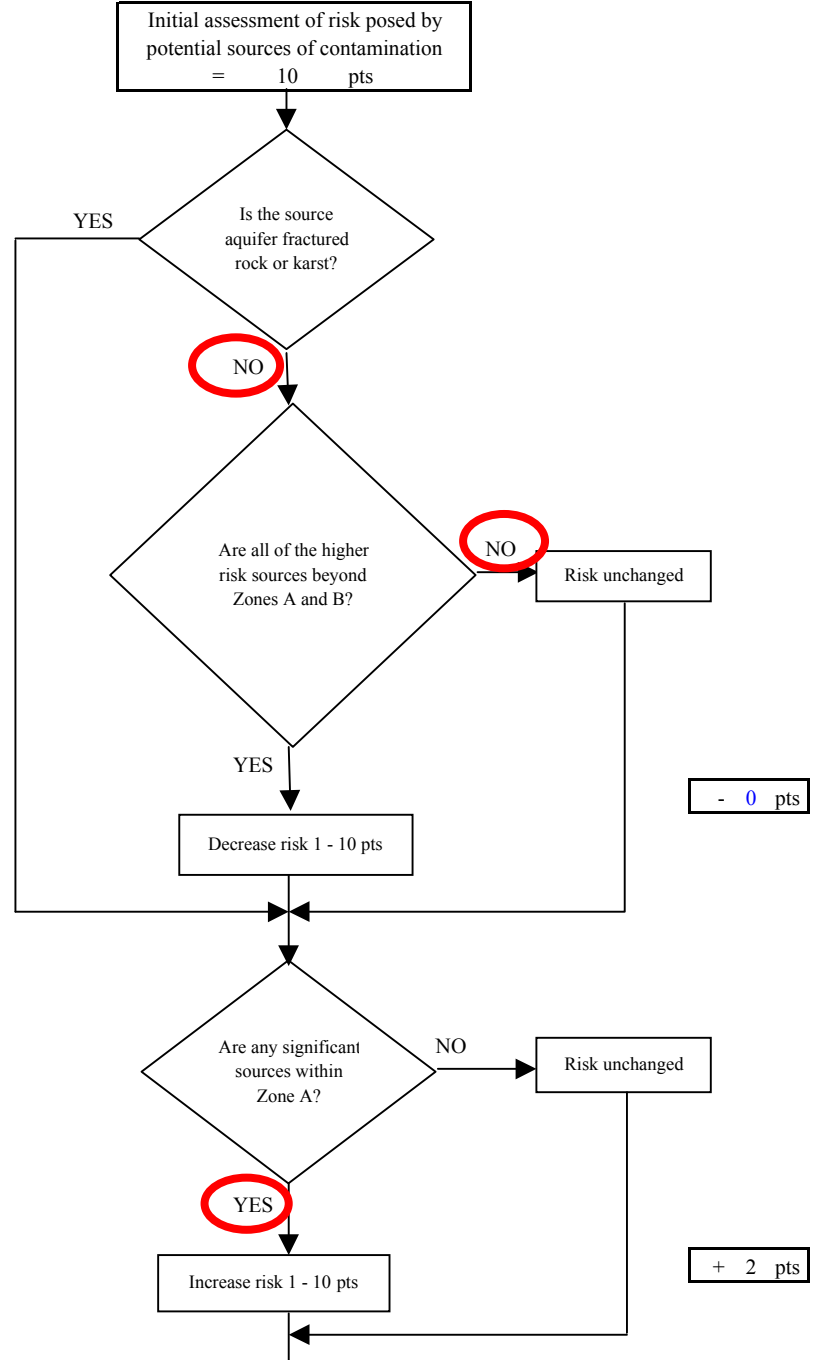 Initial assessment of risk posed by
potential sources of contamination
= 10 pts
Is the source
aquifer fractured
rock or karst?
YES
NO
Are all of the higher
risk sources beyond
Zones A and B?
NO
Risk unchanged
YES
- 0 pts
Decrease risk 1 - 10 pts
Are any significant
sources within
Zone A?
NO
Risk unchanged
YES
+ 2 pts
Increase risk 1 - 10 pts